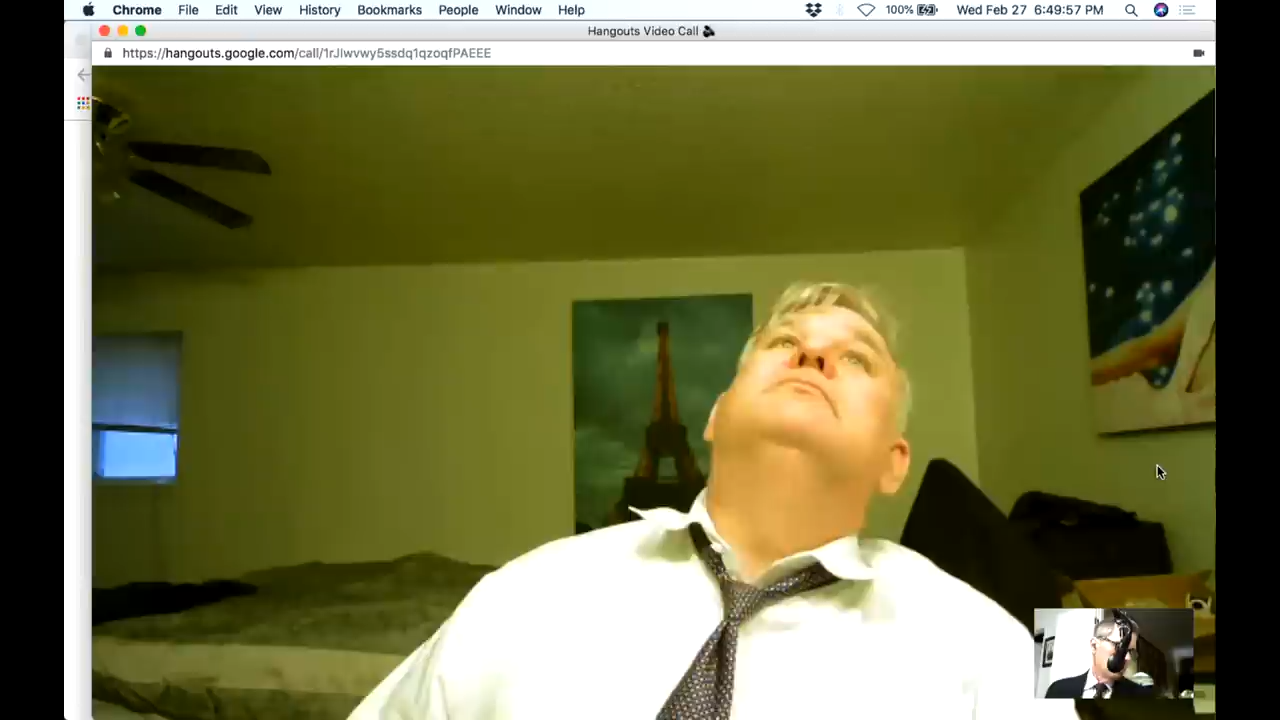 Chrome File Edit View History Bookmarks People Window Help 100% Wed Feb 27 6:49:57 PM
Hangouts Video Call
https://hangouts.google.com/call/1rJlwvwy5ssdq1qzoqfPAEEE